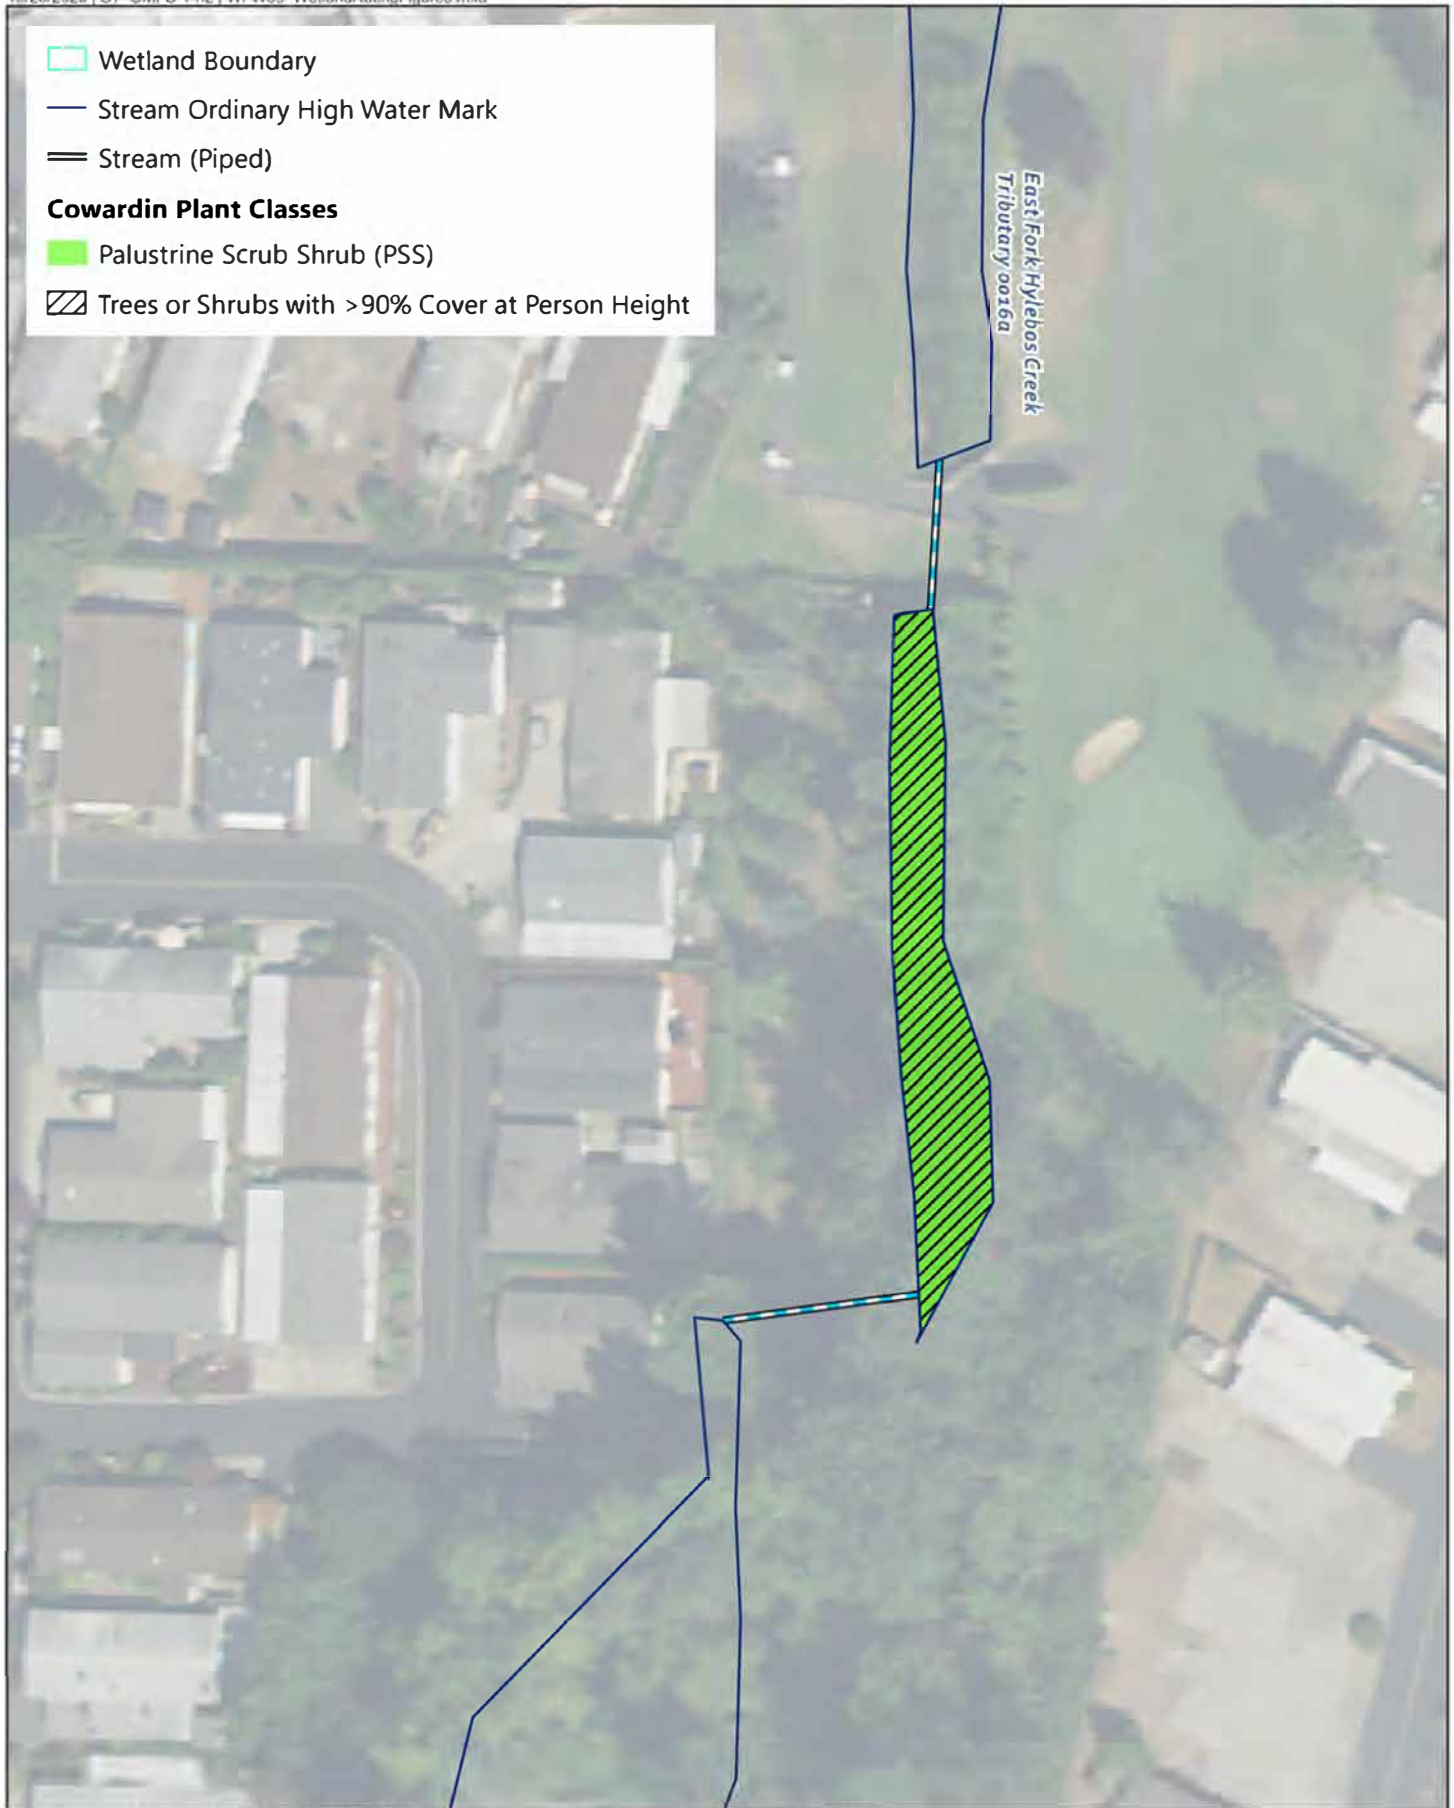 Wetland Boundary
Stream Ordinary High Water Mark
Stream (Piped)
Cowardin Plant Classes
Palustrine Scrub Shrub (PSS)
Trees or Shrubs with >90% Cover at Person Height
East Fork Hylebos Creek
Tributary 0016a